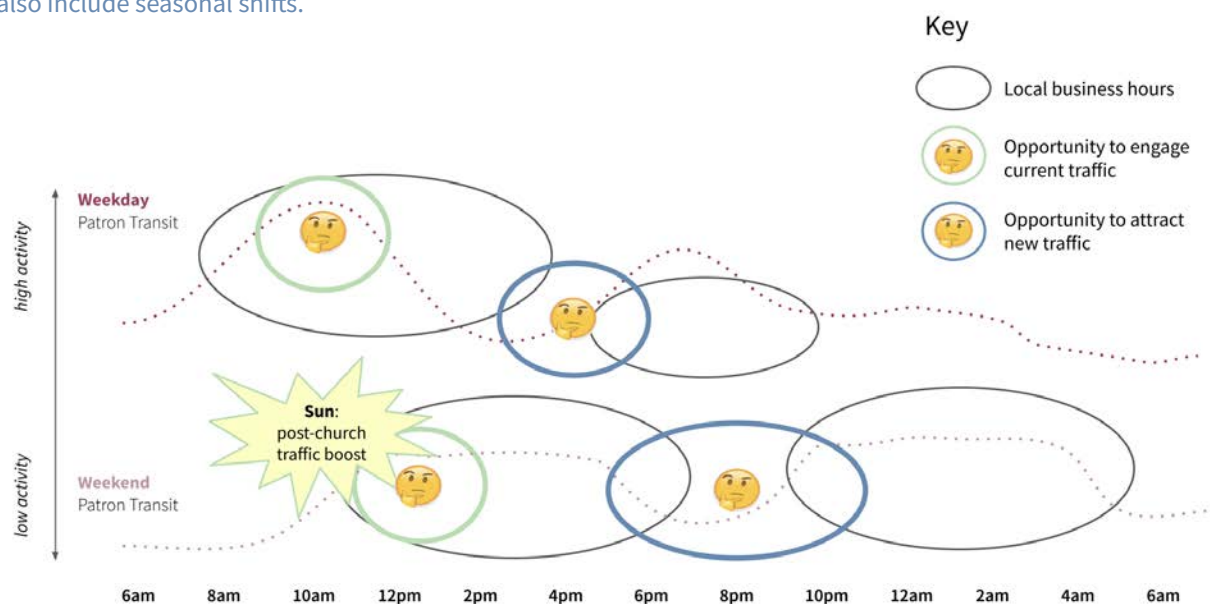 also include seasonal shifts.
Key
Local business hours
Opportunity to engage
current traffic
Opportunity to attract
new traffic
high activity
low activity
Weekday
Patron Transit
Sun:
post-church
traffic boost
Weekend
Patron Transit
6am 8am 10am 12pm 2pm 4pm 6pm 8pm 10pm 12am 2am 4am 6am